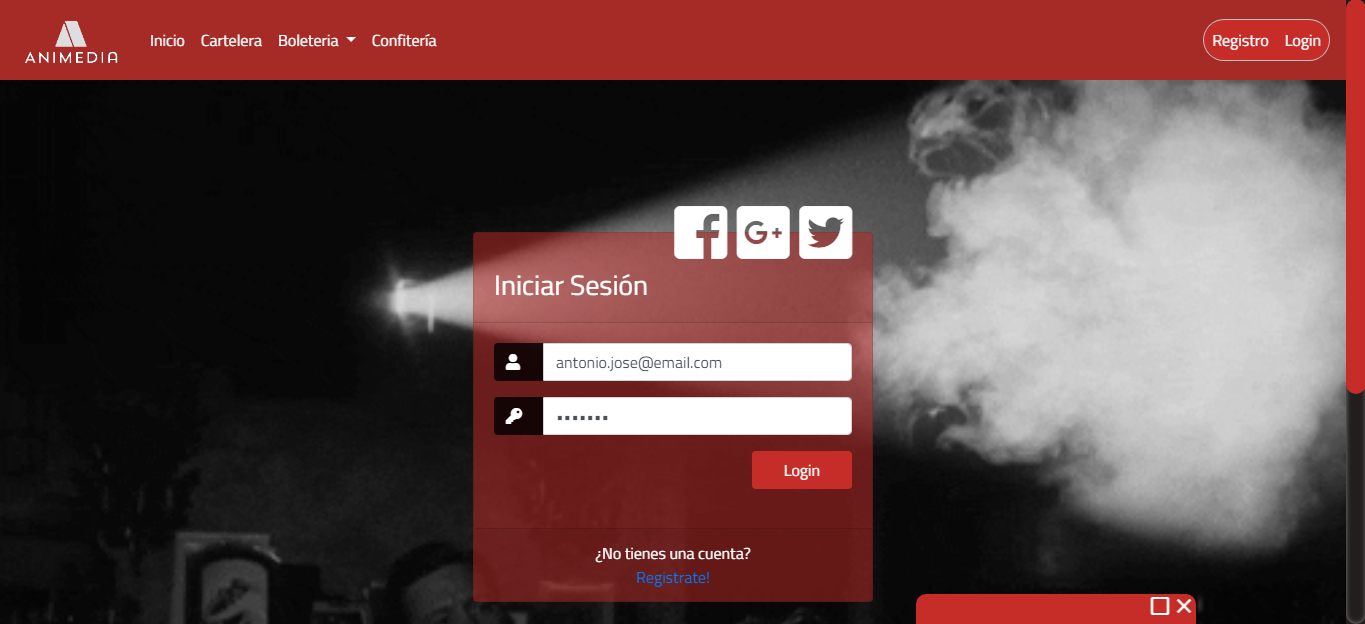 ANIMEDIA
Inicio Cartelera Boleteria Confitería
Registro Login
Iniciar Sesión
antonio.jose@email.com
•••••••
Login
¿No tienes una cuenta?
Registrate!